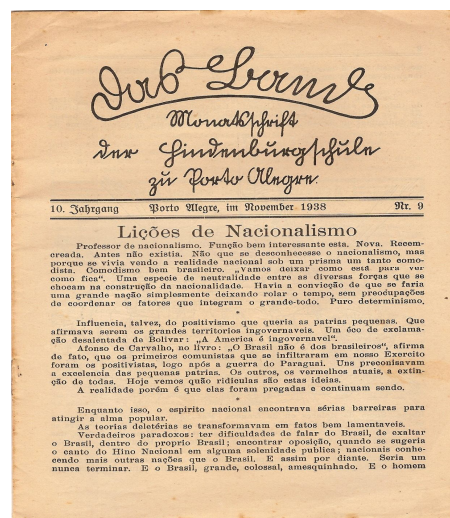 Das Band
Monatsschrift
der Hindenburgschule
zu Porto Alegre.
10. Jahrgang Porto Alegre, im November 1938 Nr. 9
Lições de Nacionalismo
Professor de nacionalismo. Função bem interessante esta. Nova. Recem-
creada. Antes não existia. Não que se desconhecesse o nacionalismo, mas
porque se vivia vendo a realidade nacional sob um prisma um tanto como-
dista. Comodismo bem brasileiro. „Vamos deixar como está para ver
como fica". Uma especie de neutralidade entre as diversas forças que se
chocam na construção da nacionalidade. Havia a convicção de que se faria
uma grande nação simplesmente deixando rolar o tempo, sem preocupações
de coordenar os fatores que integram o grande-todo. Puro determinismo.
Influencia, talvez, do positivismo que queria as patrias pequenas. Que
afirmava serem os grandes territorios ingovernaveis. Um éco de exclama-
ção desalentada de Bolivar: „A America é ingovernavel".
Afonso de Carvalho, no livro: „O Brasil não é dos brasileiros", afirma
de fato, que os primeiros comunistas que se infiltraram em nosso Exercito
foram os positivistas, logo após a guerra do Paraguai. Uns preconisavam
a excelencia das pequenas patrias. Os outros, os vermelhos atuais, a extin-
ção de todas. Hoje vemos quão ridiculas são estas ideias.
A realidade porém é que elas foram pregadas e continuam sendo.
Enquanto isso, o espirito nacional encontrava sérias barreiras para
atingir a alma popular.
As teorias deletérias se transformavam em fatos bem lamentaveis.
Verdadeiros paradoxos: ter dificuldades de falar do Brasil, de exaltar
o Brasil, dentro do proprio Brasil; encontrar oposição, quando se sugeria
o canto do Hino Nacional em alguma solenidade publica; nacionais conhe-
cendo mais outras nações que o Brasil. E assim por diante. Seria um
nunca terminar. E o Brasil, grande, colossal, amesquinhado. E o homem